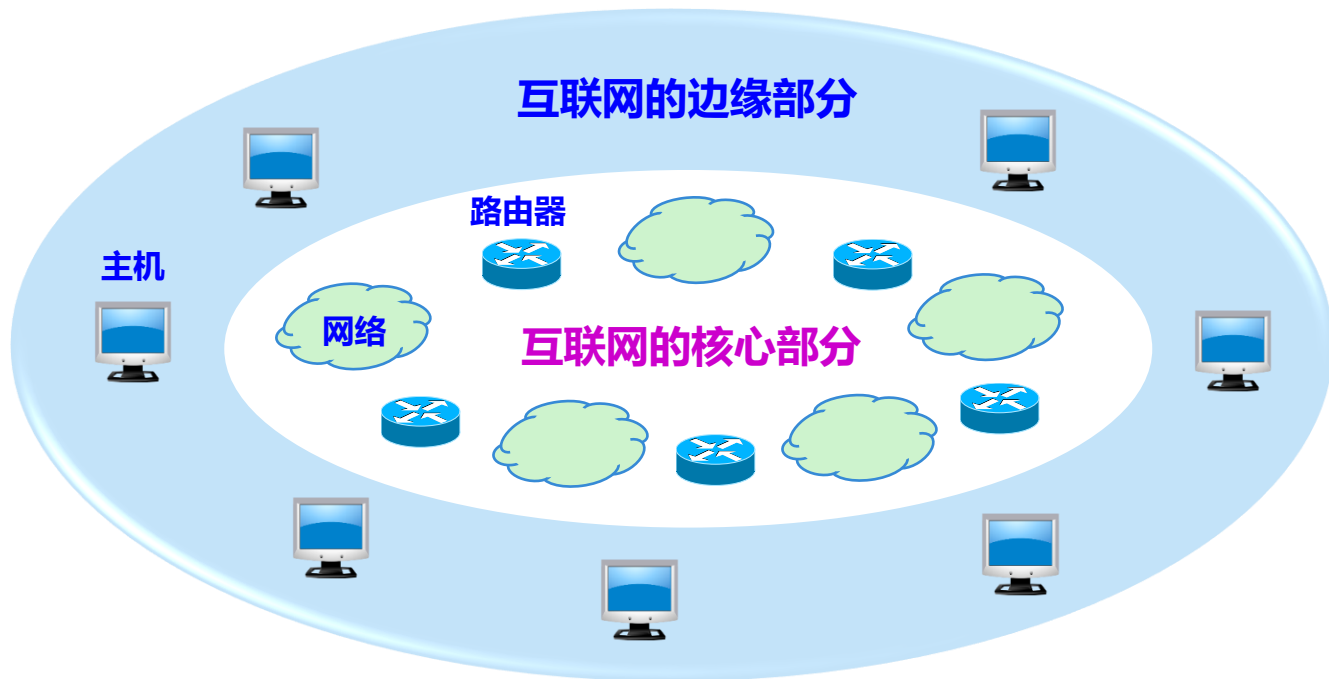 互联网的边缘部分
路由器
主机
网络
互联网的核心部分